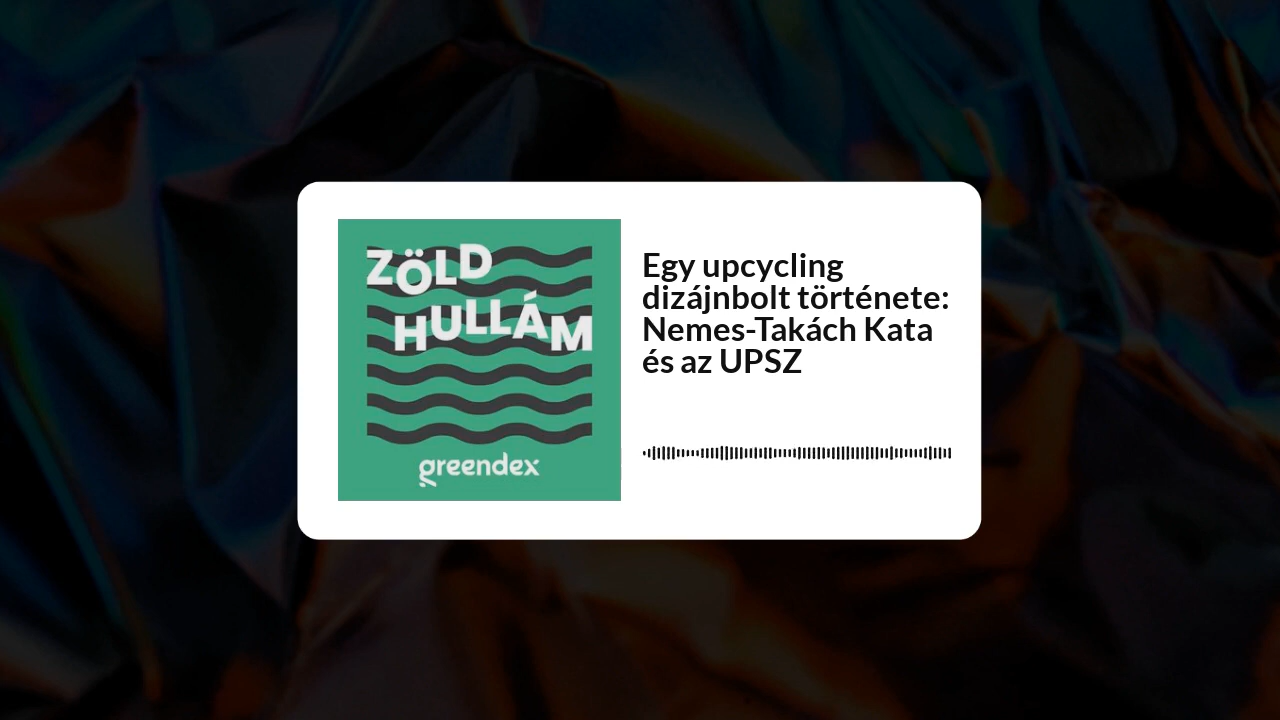 ZÖLD
HULLÁM
greendex
Egy upcycling
dizájnbolt története:
Nemes-Takách Kata
és az UPSZ